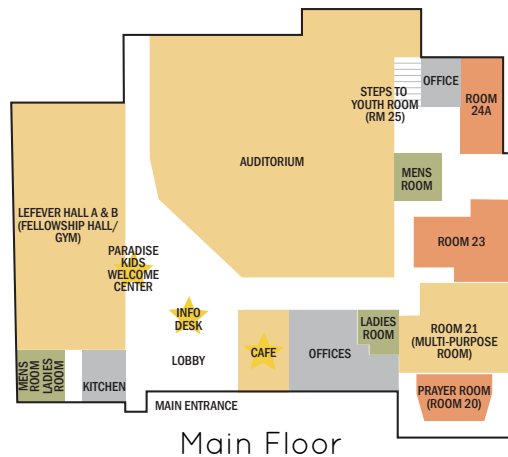 STEPS TO
YOUTH ROOM
(RM 25)
OFFICE
ROOM
24A
AUDITORIUM
MENS
ROOM
LEFEVER HALL A & B
(FELLOWSHIP HALL/
GYM)
PARADISE
KIDS
WELCOME
CENTER
ROOM 23
INFO
DESK
LADIES
ROOM
ROOM 21
(MULTI-PURPOSE
ROOM)
LOBBY
CAFE
OFFICES
MENS
ROOM
LADIES
ROOM
KITCHEN
PRAYER ROOM
(ROOM 20)
MAIN ENTRANCE
Main Floor